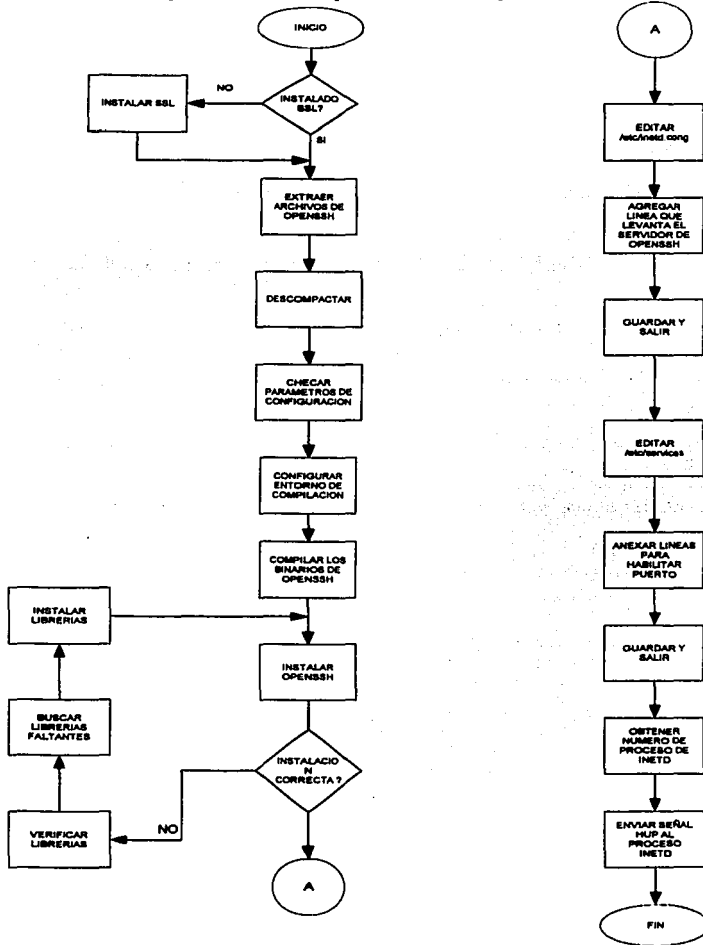 INICIO
INSTALADO
SSL?
NO
INSTALAR SSL
SI
EXTRAER
ARCHIVOS DE
OPENSSH
DESCOMPACTAR
CHECAR
PARAMETROS DE
CONFIGURACION
CONFIGURAR
ENTORNO DE
COMPILACION
COMPILAR LOS
BINARIOS DE
OPENSSH
INSTALAR
LIBRERIAS
INSTALAR
OPENSSH
BUSCAR
LIBRERIAS
FALTANTES
INSTALACIO
N
CORRECTA ?
NO
VERIFICAR
LIBRERIAS
A
A
EDITAR
/etc/inetd.cong
AGREGAR
LINEA QUE
LEVANTA EL
SERVIDOR DE
OPENSSH
GUARDAR Y
SALIR
EDITAR
/etc/services
ANEXAR LINEAS
PARA
HABILITAR
PUERTO
GUARDAR Y
SALIR
OBTENER
NUMERO DE
PROCESO DE
INETD
ENVIAR SEÑAL
HUP AL
PROCESO
INETD
FIN